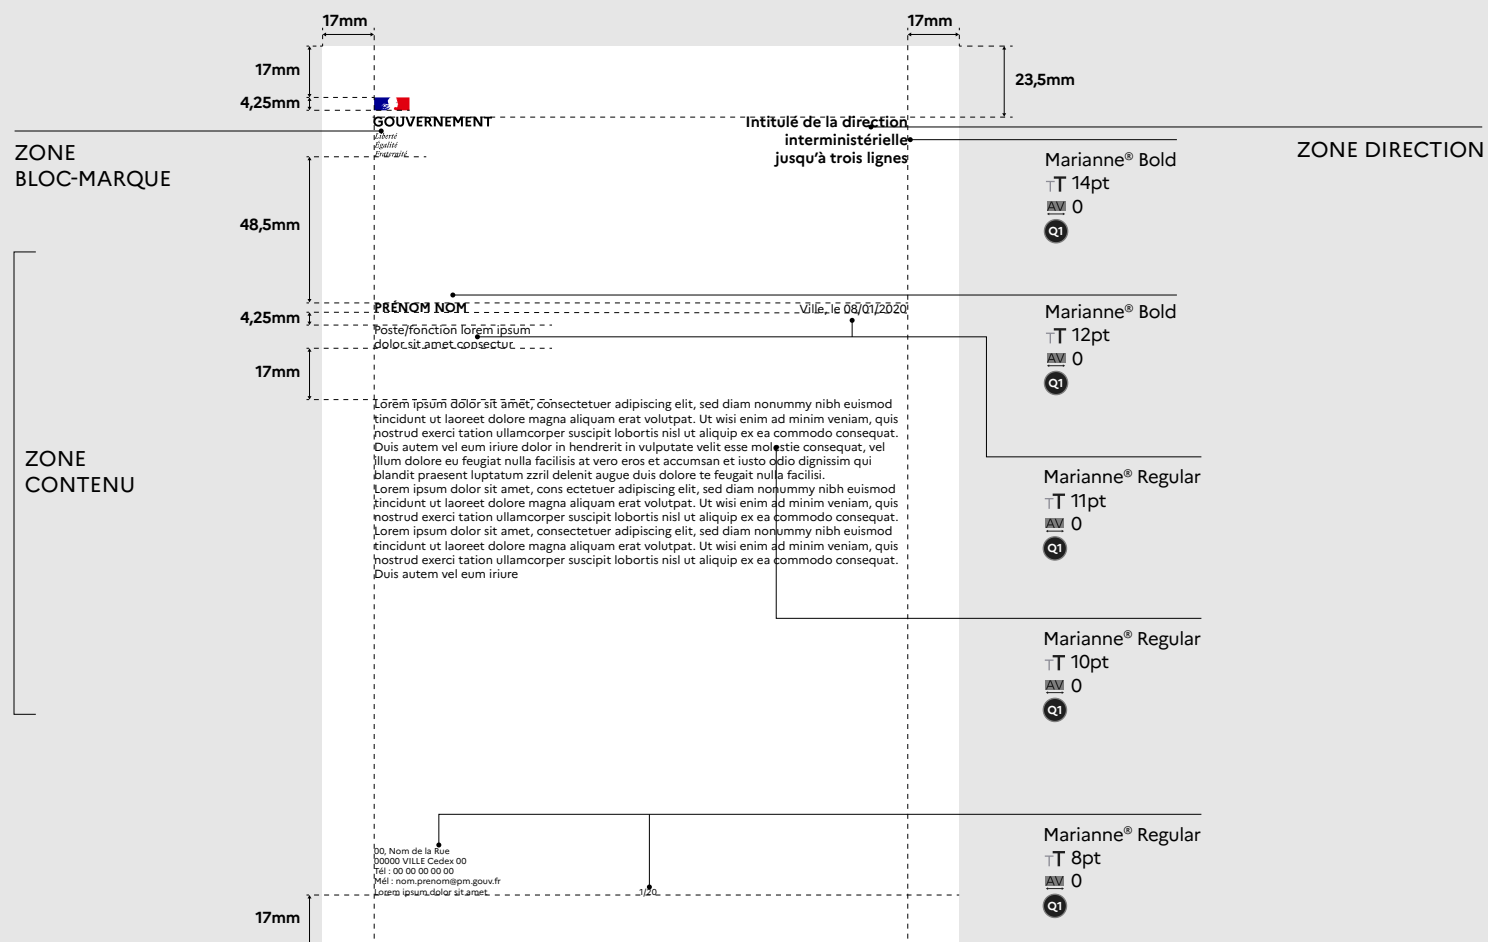 17mm
17mm
17mm
23,5mm
4,25mm
GOUVERNEMENT
Liberté
Égalité
Fraternité
Intitulé de la direction
interministérielle
jusqu'à trois lignes
ZONE
BLOC-MARQUE
ZONE DIRECTION
Marianne® Bold
TT 14pt
AV 0
Q1
48,5mm
PRÉNOM NOM
Ville, le 08/01/2020
4,25mm
Poste/fonction lorem ipsum
dolor sit amet consectur
Marianne® Bold
TT 12pt
AV 0
Q1
17mm
ZONE
CONTENU
Lorem ipsum dolor sit amet, consectetuer adipiscing elit, sed diam nonummy nibh euismod
tincidunt ut laoreet dolore magna aliquam erat volutpat. Ut wisi enim ad minim veniam, quis
nostrud exerci tation ullamcorper suscipit lobortis nisl ut aliquip ex ea commodo consequat.
Duis autem vel eum iriure dolor in hendrerit in vulputate velit esse molestie consequat, vel
illum dolore eu feugiat nulla facilisis at vero eros et accumsan et iusto odio dignissim qui
blandit praesent luptatum zzril delenit augue duis dolore te feugait nulla facilisi.
Lorem ipsum dolor sit amet, cons ectetuer adipiscing elit, sed diam nonummy nibh euismod
tincidunt ut laoreet dolore magna aliquam erat volutpat. Ut wisi enim ad minim veniam, quis
nostrud exerci tation ullamcorper suscipit lobortis nisl ut aliquip ex ea commodo consequat.
Lorem ipsum dolor sit amet, consectetuer adipiscing elit, sed diam nonummy nibh euismod
tincidunt ut laoreet dolore magna aliquam erat volutpat. Ut wisi enim ad minim veniam, quis
nostrud exerci tation ullamcorper suscipit lobortis nisl ut aliquip ex ea commodo consequat.
Duis autem vel eum iriure
Marianne® Regular
TT 11pt
AV 0
Q1
Marianne® Regular
TT 10pt
AV 0
Q1
00, Nom de la Rue
00000 VILLE Cedex 00
Tél : 00 00 00 00 00
Mél : nom.prenom@pm.gouv.fr
Lorem ipsum dolor sit amet
1/20
Marianne® Regular
TT 8pt
AV 0
Q1
17mm